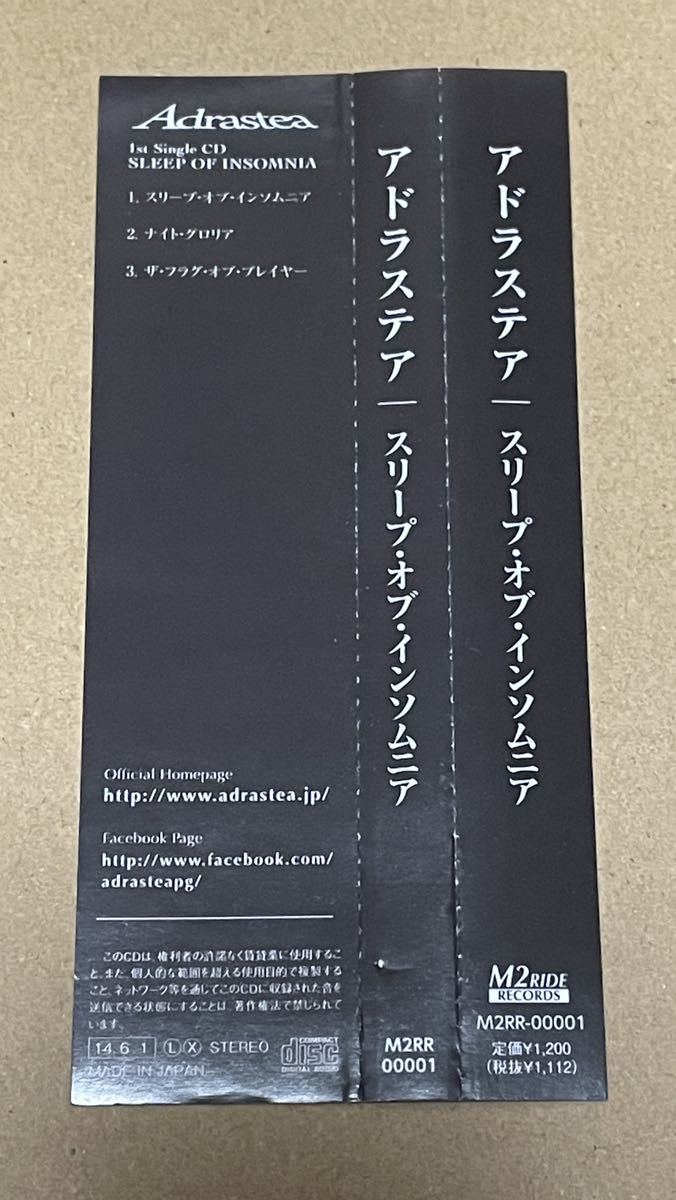 Adrastea
1st Single CD
SLEEP OF INSOMNIA
1. スリープ・オブ・インソムニア
2. ナイト・グロリア
3. ザ・フラグ・オブ・プレイヤー
Official Homepage
http://www.adrastea.jp/
Facebook Page
http://www.facebook.com/
adrasteapg/
このCDは、権利者の許諾なく賃貸業に使用するこ
と、また、個人的な範囲を超える使用目的で複製する
こと、ネットワーク等を通じてこのCDに収録された音を
送信できる状態にすることは、著作権法で禁じられて
います。
14.6.1 Ⓛ Ⓧ STEREO
COMPACT
disc
DIGITAL AUDIO
MADE IN JAPAN
アドラステア｜スリープ・オブ・インソムニア
M2RR
00001
アドラステア｜スリープ・オブ・インソムニア
M2RIDE
RECORDS
M2RR-00001
定価¥1,200
(税抜¥1,112)